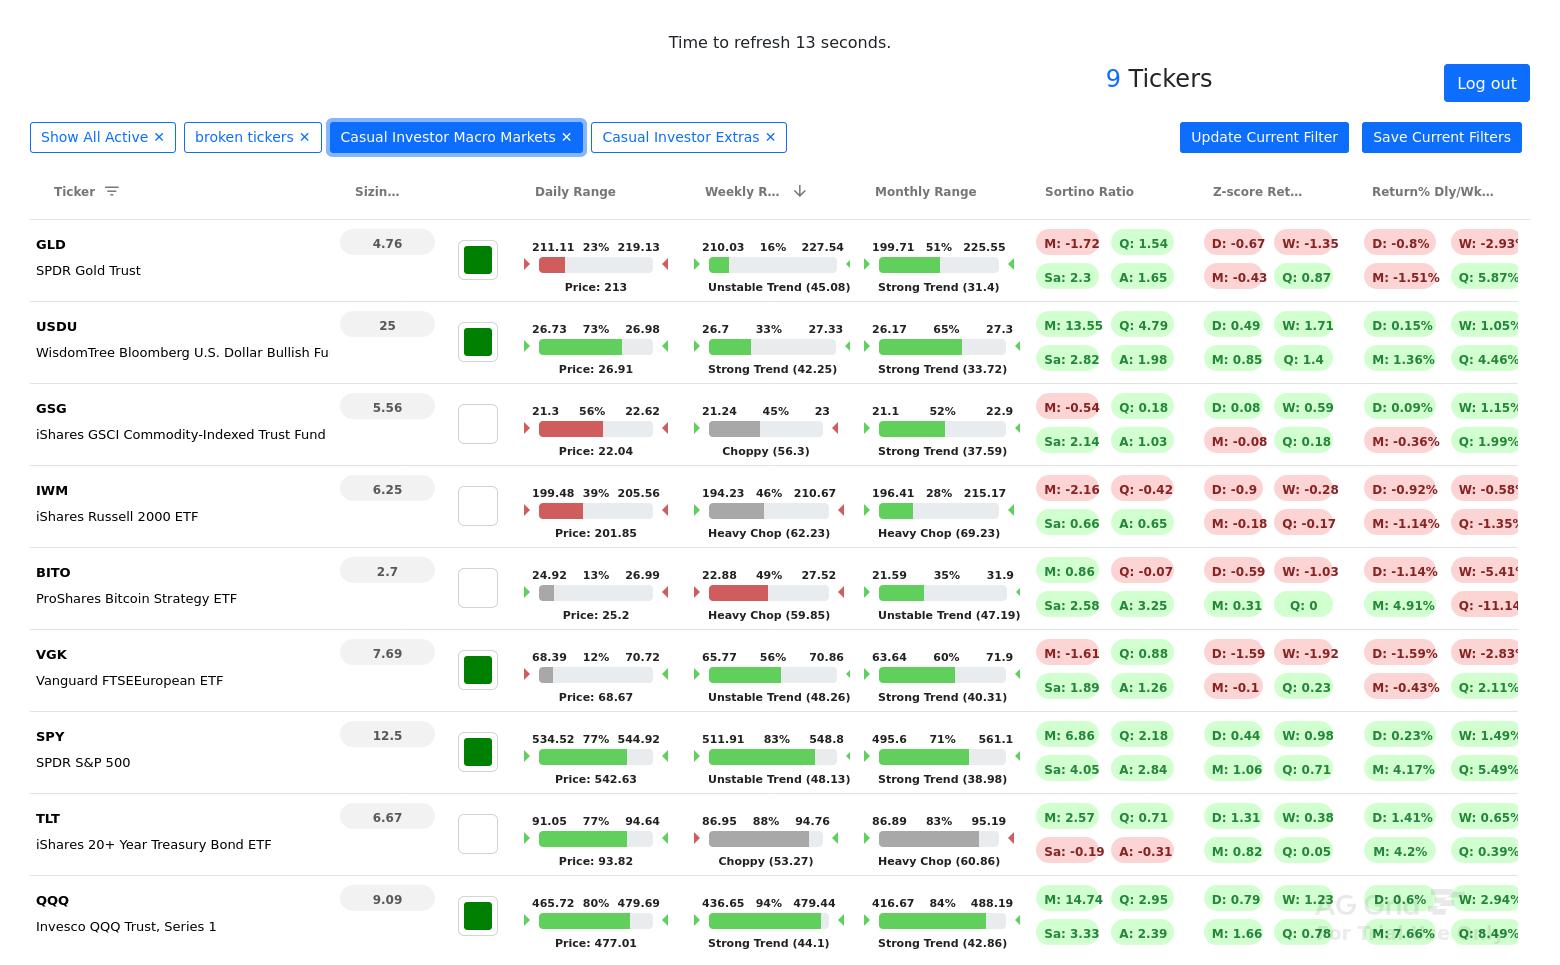 Time to refresh 13 seconds.
9 Tickers
Log out
Show All Active ✕ broken tickers ✕ Casual Investor Macro Markets ✕ Casual Investor Extras ✕ Update Current Filter Save Current Filters
Ticker Sizin... Daily Range Weekly R... Monthly Range Sortino Ratio Z-score Ret... Return% Dly/Wk...
GLD 4.76 211.11 23% 219.13 210.03 16% 227.54 199.71 51% 225.55 M: -1.72 Q: 1.54 D: -0.67 W: -1.35 D: -0.8% W: -2.93%
SPDR Gold Trust Price: 213 Unstable Trend (45.08) Strong Trend (31.4) Sa: 2.3 A: 1.65 M: -0.43 Q: 0.87 M: -1.51% Q: 5.87%
USDU 25 26.73 73% 26.98 26.7 33% 27.33 26.17 65% 27.3 M: 13.55 Q: 4.79 D: 0.49 W: 1.71 D: 0.15% W: 1.05%
WisdomTree Bloomberg U.S. Dollar Bullish Fu Price: 26.91 Strong Trend (42.25) Strong Trend (33.72) Sa: 2.82 A: 1.98 M: 0.85 Q: 1.4 M: 1.36% Q: 4.46%
GSG 5.56 21.3 56% 22.62 21.24 45% 23 21.1 52% 22.9 M: -0.54 Q: 0.18 D: 0.08 W: 0.59 D: 0.09% W: 1.15%
iShares GSCI Commodity-Indexed Trust Fund Price: 22.04 Choppy (56.3) Strong Trend (37.59) Sa: 2.14 A: 1.03 M: -0.08 Q: 0.18 M: -0.36% Q: 1.99%
IWM 6.25 199.48 39% 205.56 194.23 46% 210.67 196.41 28% 215.17 M: -2.16 Q: -0.42 D: -0.9 W: -0.28 D: -0.92% W: -0.58%
iShares Russell 2000 ETF Price: 201.85 Heavy Chop (62.23) Heavy Chop (69.23) Sa: 0.66 A: 0.65 M: -0.18 Q: -0.17 M: -1.14% Q: -1.35%
BITO 2.7 24.92 13% 26.99 22.88 49% 27.52 21.59 35% 31.9 M: 0.86 Q: -0.07 D: -0.59 W: -1.03 D: -1.14% W: -5.41%
ProShares Bitcoin Strategy ETF Price: 25.2 Heavy Chop (59.85) Unstable Trend (47.19) Sa: 2.58 A: 3.25 M: 0.31 Q: 0 M: 4.91% Q: -11.14
VGK 7.69 68.39 12% 70.72 65.77 56% 70.86 63.64 60% 71.9 M: -1.61 Q: 0.88 D: -1.59 W: -1.92 D: -1.59% W: -2.83%
Vanguard FTSEEuropean ETF Price: 68.67 Unstable Trend (48.26) Strong Trend (40.31) Sa: 1.89 A: 1.26 M: -0.1 Q: 0.23 M: -0.43% Q: 2.11%
SPY 12.5 534.52 77% 544.92 511.91 83% 548.8 495.6 71% 561.1 M: 6.86 Q: 2.18 D: 0.44 W: 0.98 D: 0.23% W: 1.49%
SPDR S&P 500 Price: 542.63 Unstable Trend (48.13) Strong Trend (38.98) Sa: 4.05 A: 2.84 M: 1.06 Q: 0.71 M: 4.17% Q: 5.49%
TLT 6.67 91.05 77% 94.64 86.95 88% 94.76 86.89 83% 95.19 M: 2.57 Q: 0.71 D: 1.31 W: 0.38 D: 1.41% W: 0.65%
iShares 20+ Year Treasury Bond ETF Price: 93.82 Choppy (53.27) Heavy Chop (60.86) Sa: -0.19 A: -0.31 M: 0.82 Q: 0.05 M: 4.2% Q: 0.39%
QQQ 9.09 465.72 80% 479.69 436.65 94% 479.44 416.67 84% 488.19 M: 14.74 Q: 2.95 D: 0.79 W: 1.23 D: 0.6% W: 2.94%
Invesco QQQ Trust, Series 1 Price: 477.01 Strong Trend (44.1) Strong Trend (42.86) Sa: 3.33 A: 2.39 M: 1.66 Q: 0.78 M: 7.66% Q: 8.49%
AG Grid
For Trial Use Only